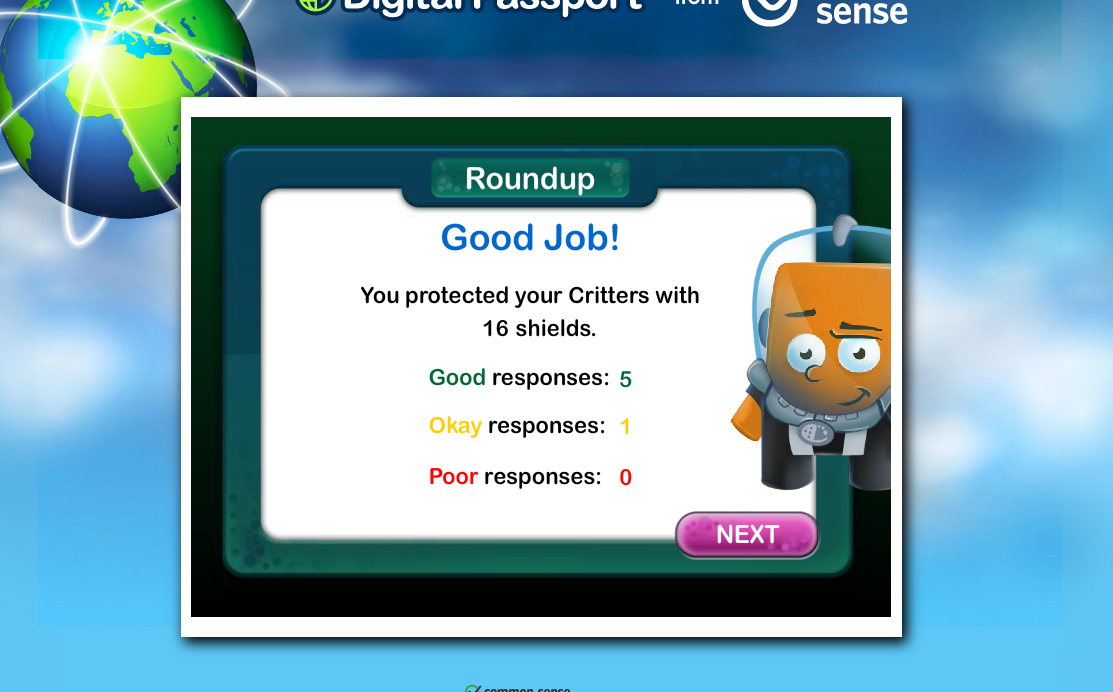 Digital Passport from
sense
Roundup
Good Job!
You protected your Critters with
16 shields.
Good responses: 5
Okay responses: 1
Poor responses: 0
NEXT
common sense